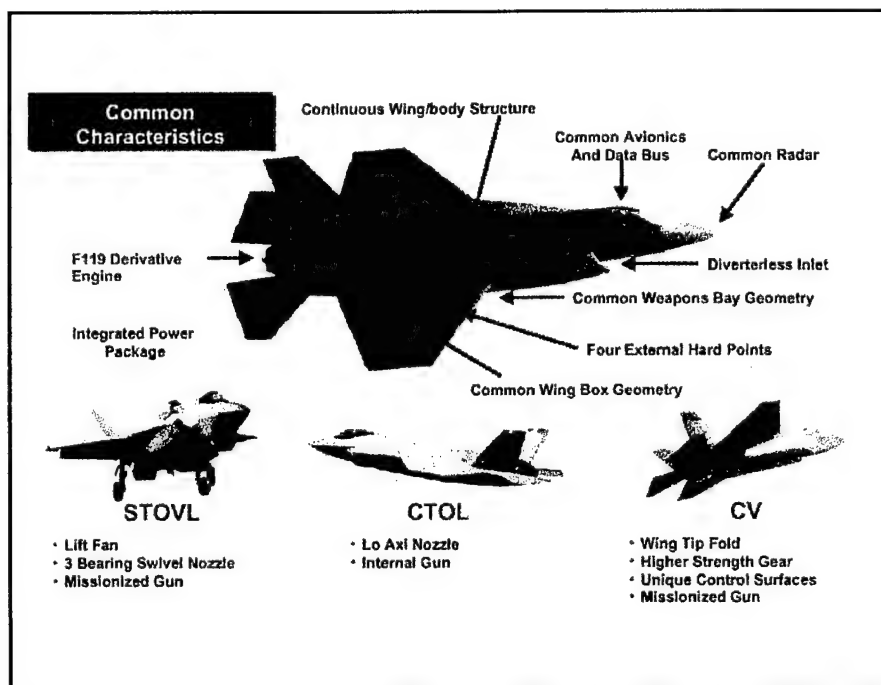 Common
Characteristics
Continuous Wing/body Structure
Common Avionics
And Data Bus
Common Radar
F119 Derivative
Engine
Diverterless Inlet
Common Weapons Bay Geometry
Integrated Power
Package
Four External Hard Points
Common Wing Box Geometry
STOVL
• Lift Fan
• 3 Bearing Swivel Nozzle
• Missionized Gun
CTOL
• Lo Axi Nozzle
• Internal Gun
CV
• Wing Tip Fold
• Higher Strength Gear
• Unique Control Surfaces
• Missionized Gun